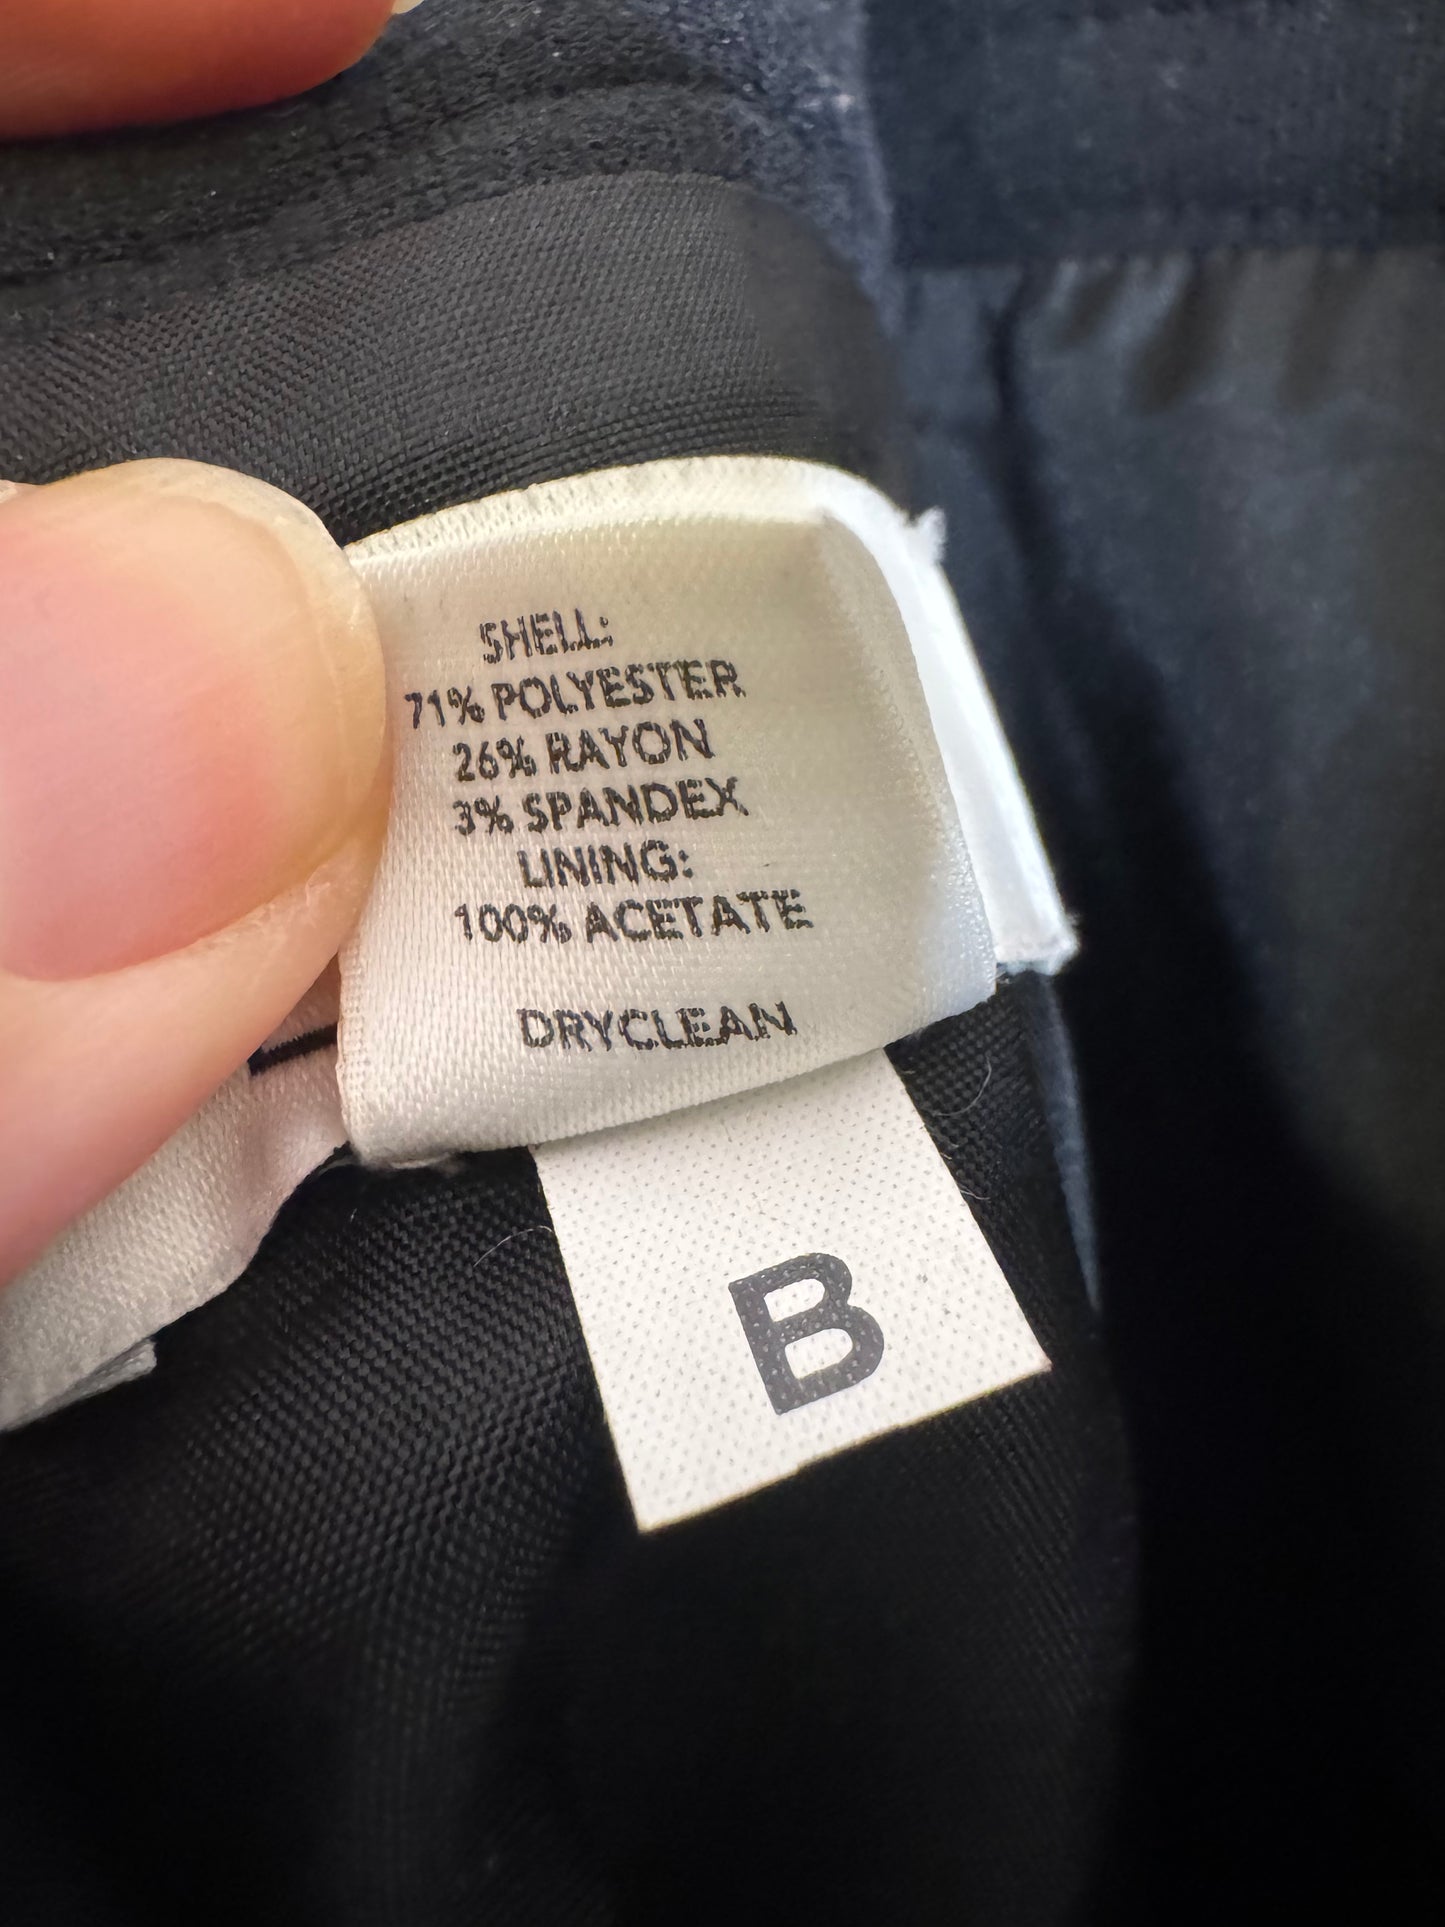 SHELL:
71% POLYESTER
26% RAYON
3% SPANDEX
LINING:
100% ACETATE
DRYCLEAN
B